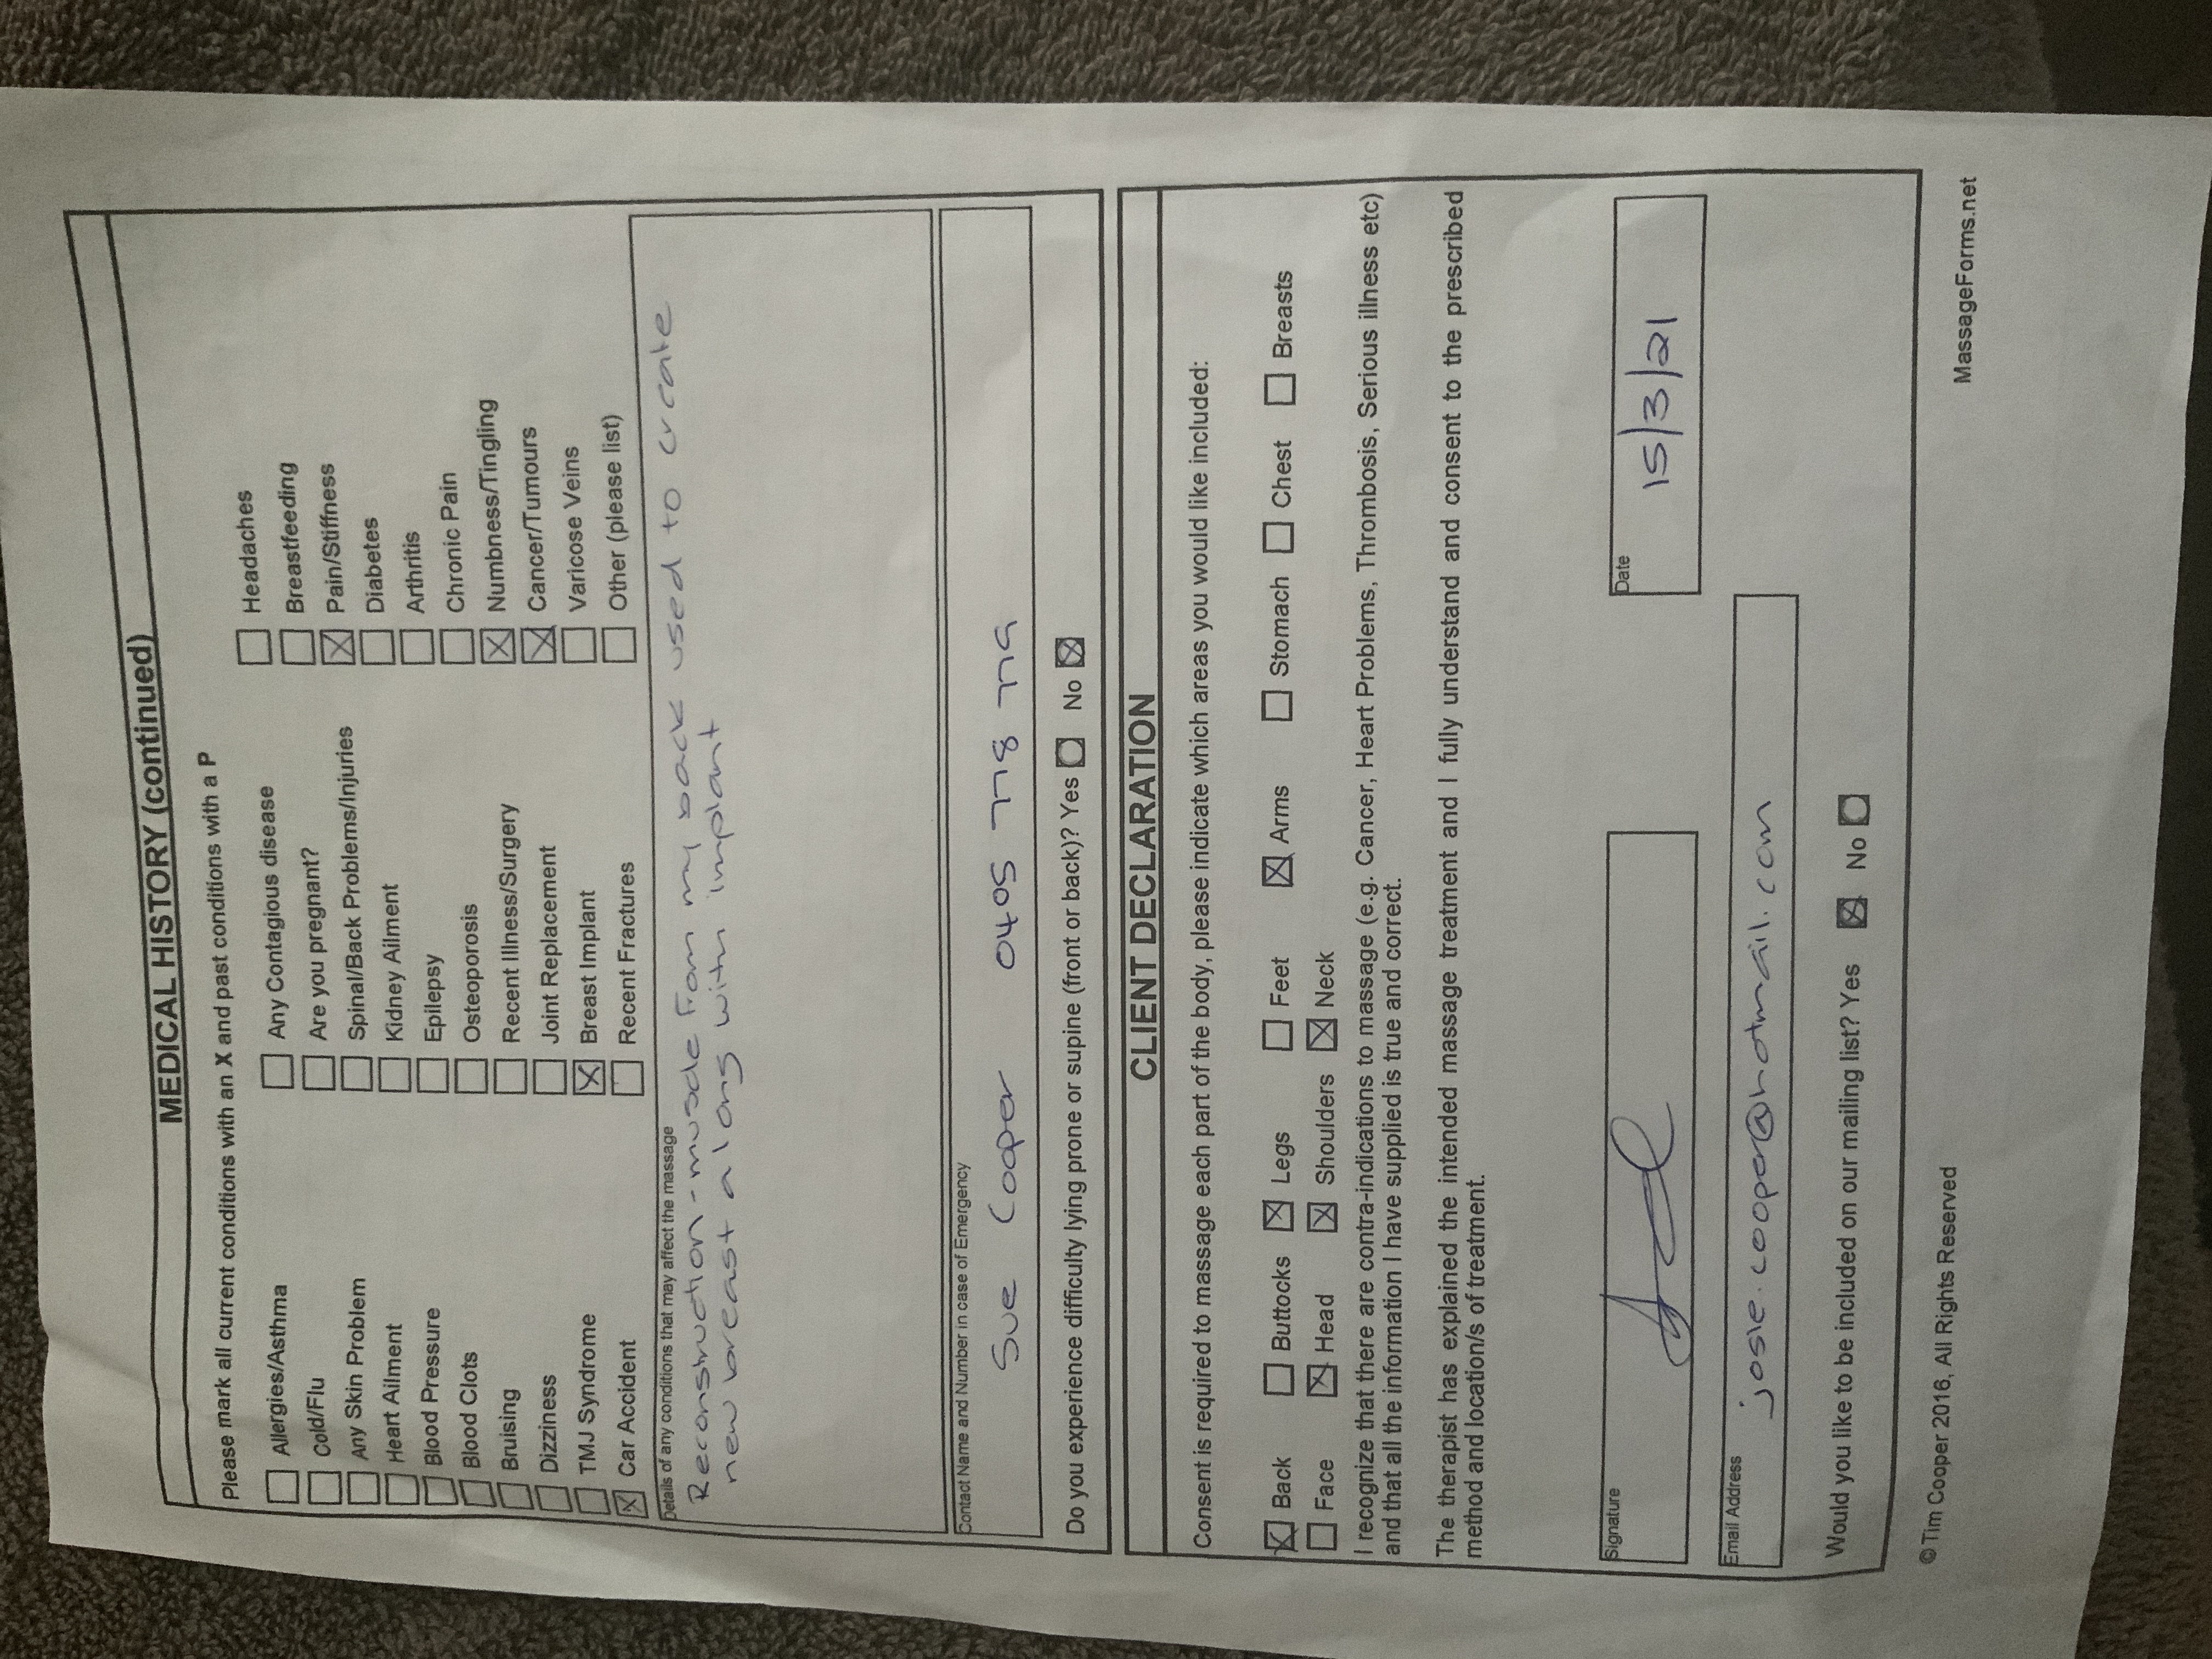 MEDICAL HISTORY (continued)
Please mark all current conditions with an X and past conditions with a P
Allergies/Asthma
Cold/Flu
Any Skin Problem
Heart Ailment
Blood Pressure
Blood Clots
Bruising
Dizziness
TMJ Syndrome
Car Accident
Any Contagious disease
Are you pregnant?
Spinal/Back Problems/Injuries
Kidney Ailment
Epilepsy
Osteoporosis
Recent Illness/Surgery
Joint Replacement
Breast Implant
Recent Fractures
Headaches
Breastfeeding
Pain/Stiffness
Diabetes
Arthritis
Chronic Pain
Numbness/Tingling
Cancer/Tumours
Varicose Veins
Other (please list)
Details of any conditions that may affect the massage
Reconstruction - muscle from my back used to create
new breast along with implant
Contact Name and Number in case of Emergency
Sue Cooper 0405 778 779
Do you experience difficulty lying prone or supine (front or back)? Yes No
CLIENT DECLARATION
Consent is required to massage each part of the body, please indicate which areas you would like included:
Back Buttocks Legs Feet Arms Stomach Chest Breasts
Face Head Shoulders Neck
I recognize that there are contra-indications to massage (e.g. Cancer, Heart Problems, Thrombosis, Serious illness etc)
and that all the information I have supplied is true and correct.
The therapist has explained the intended massage treatment and I fully understand and consent to the prescribed
method and location/s of treatment.
Signature
Date
15/3/21
Email Address
josie.cooper@hotmail.com
Would you like to be included on our mailing list? Yes No
© Tim Cooper 2016, All Rights Reserved
MassageForms.net